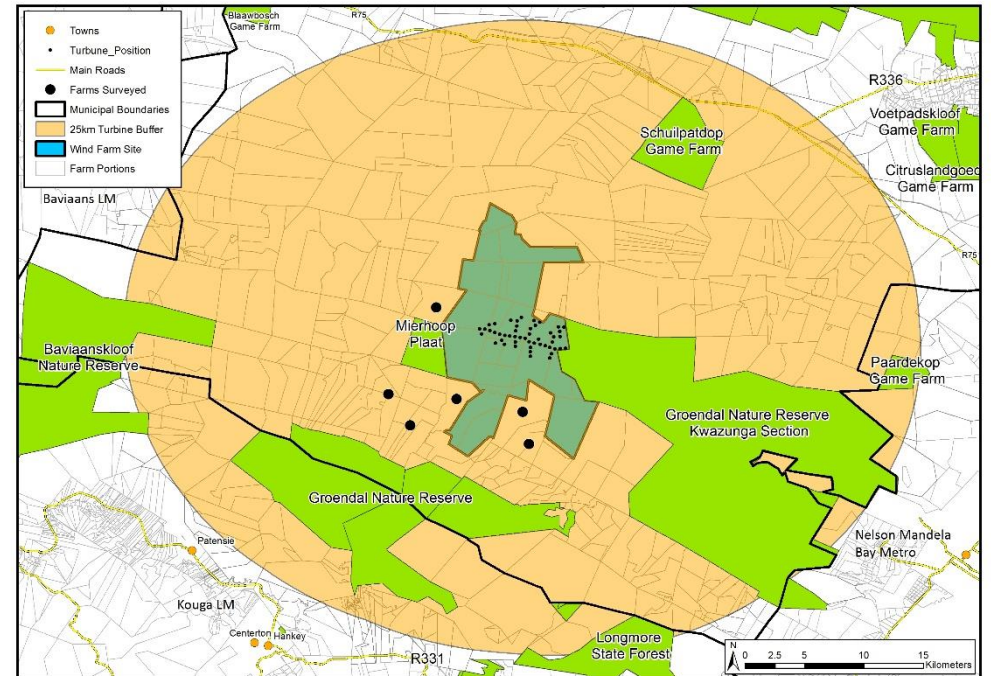 Towns
Turbune_Position
Main Roads
Farms Surveyed
Municipal Boundaries
25km Turbine Buffer
Wind Farm Site
Farm Portions
Blaawbosch
Game Farm
R75
R336
Voetpadskloof
Game Farm
Schuilpatdop
Game Farm
Citruslandgoed
Game Farm
Baviaans LM
R75
Mierhoop
Plaat
Baviaanskloof
Nature Reserve
Paardekop
Game Farm
Groendal Nature Reserve
Kwazunga Section
Groendal Nature Reserve
Nelson Mandela
Bay Metro
Patensie
Kouga LM
Centerton
Hankey
R331
Longmore
State Forest
N
0 2.5 5 10 15
Kilometers